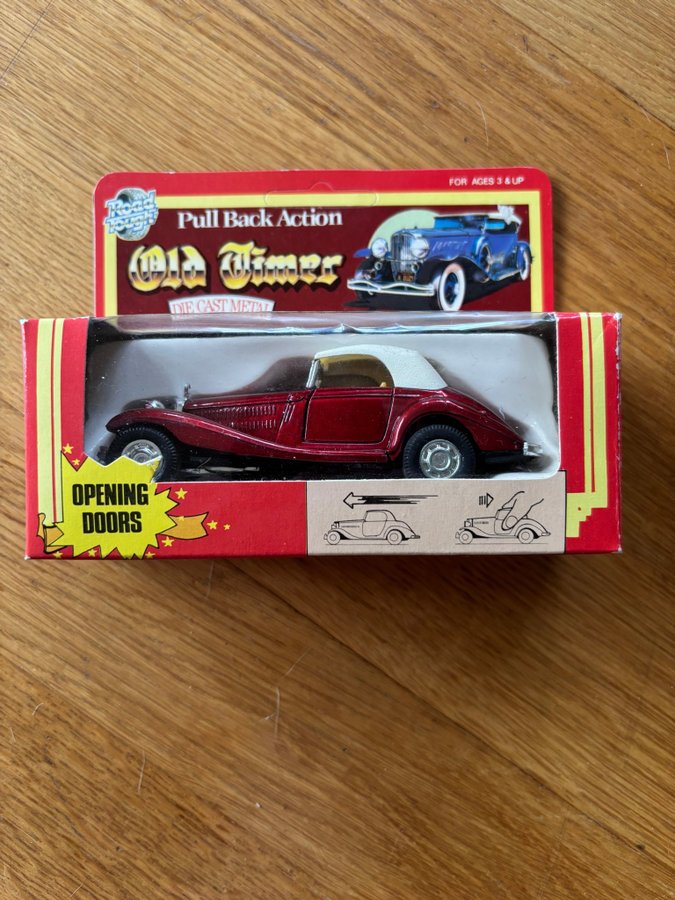 FOR AGES 3 & UP
Road
Tough
Pull Back Action
Old Timer
DIE CAST METAL
OPENING
DOORS